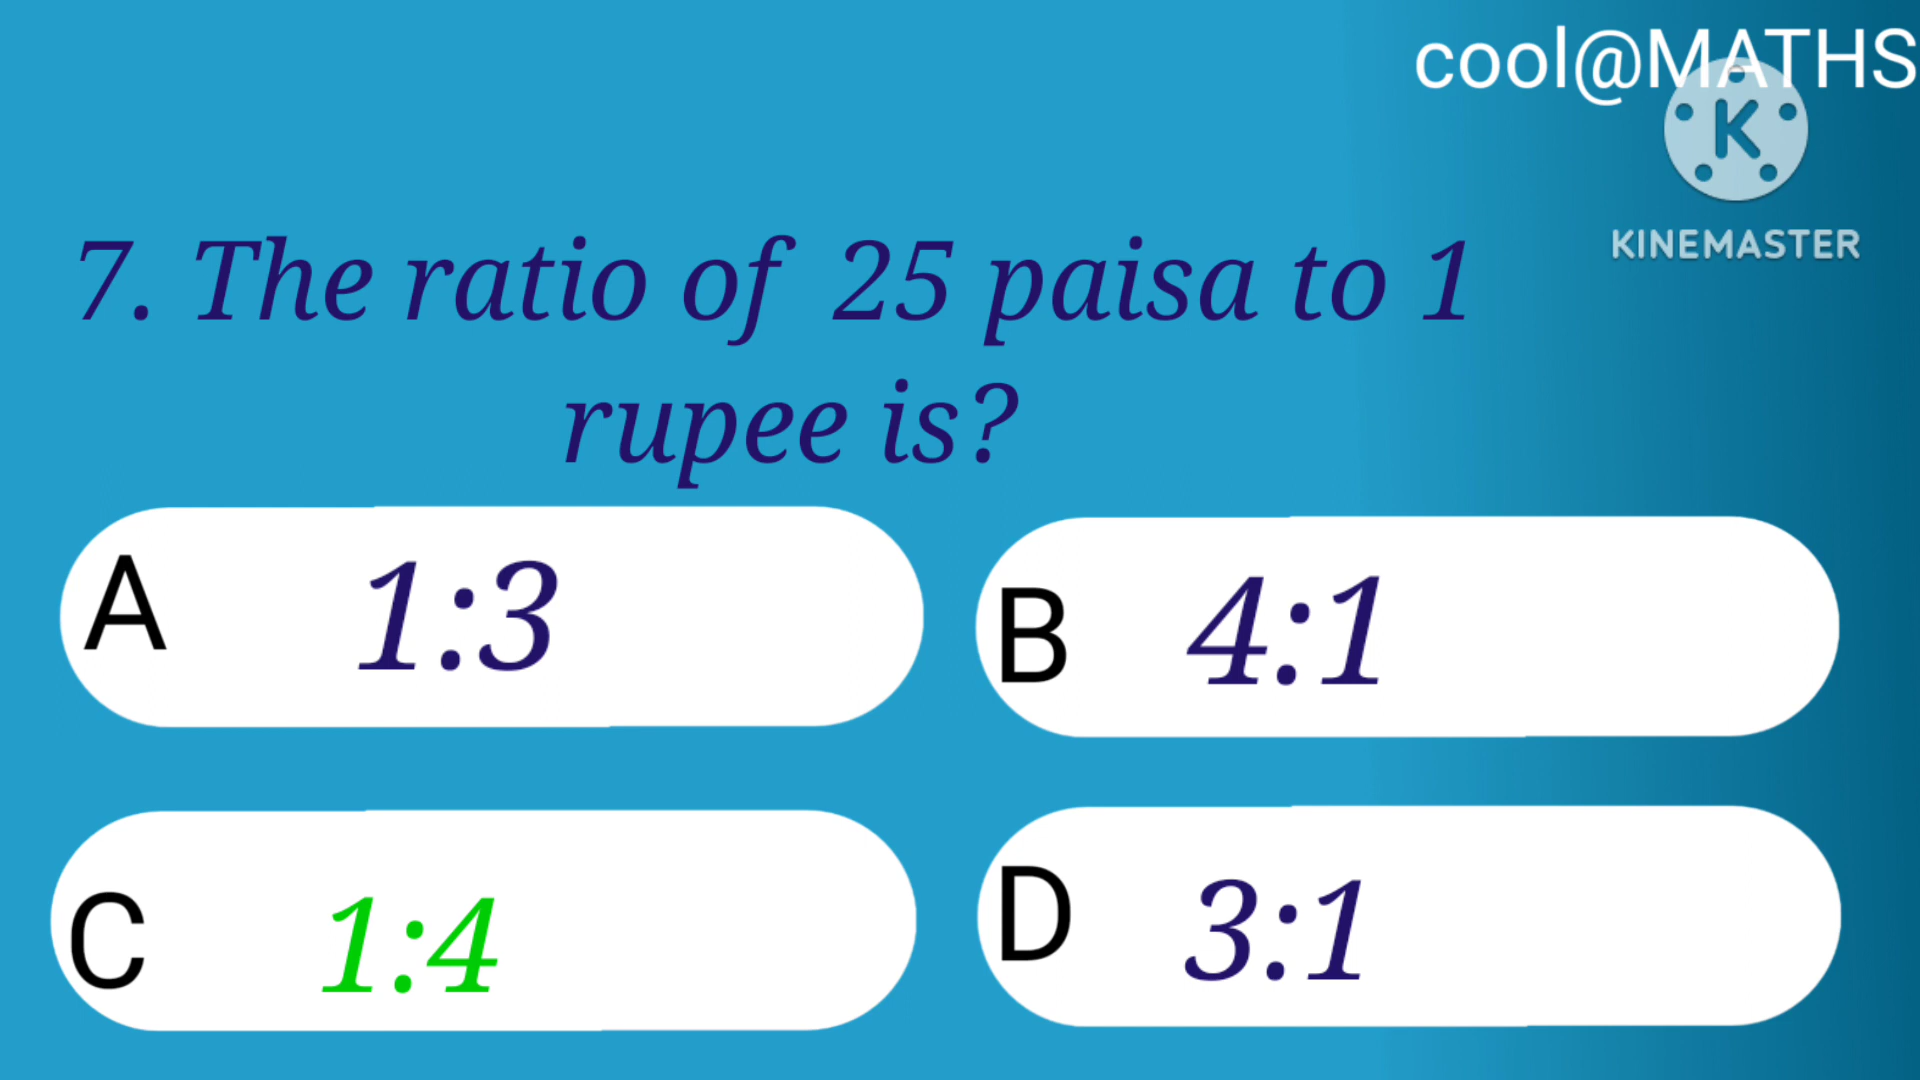 cool@MATHS
KINEMASTER
7. The ratio of 25 paisa to 1
rupee is?
A 1:3
B 4:1
C 1:4
D 3:1